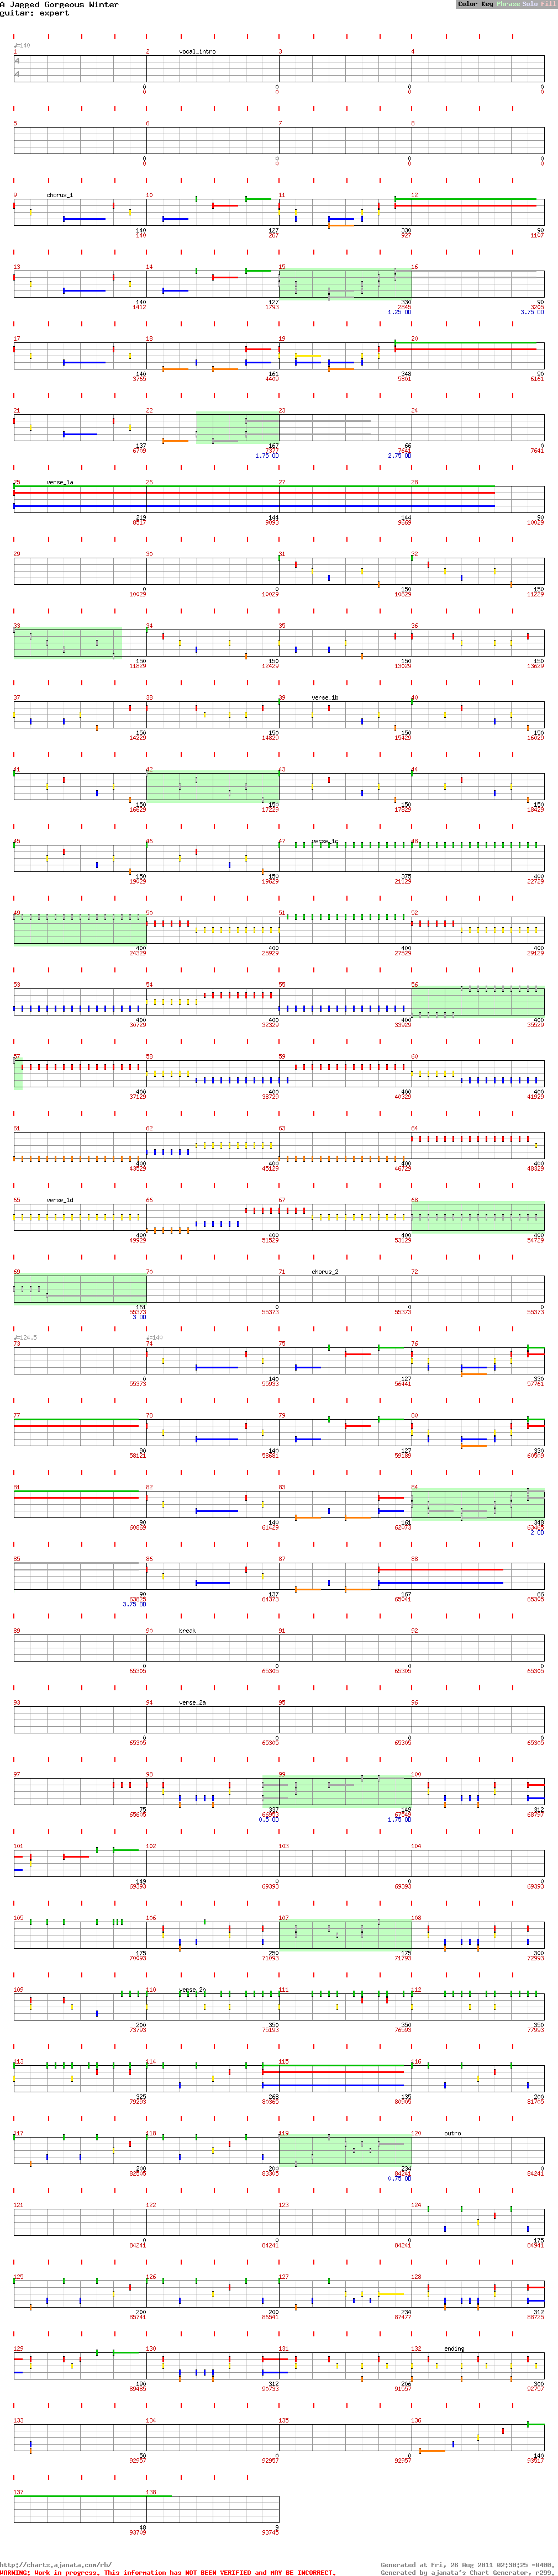 A Jagged Gorgeous Winter
guitar: expert
Color Key Phrase Solo Fill
♩=140
1 2 vocal_intro 3 4
4
4
0 0 0 0
0 0 0 0
5 6 7 8
0 0 0 0
0 0 0 0
9 chorus_1 10 11 12
140 127 330 90
140 267 927 1107
13 14 15 16
140 127 330 90
1412 1793 2845 3205
1.25 OD 3.75 OD
17 18 19 20
140 161 348 90
3765 4409 5801 6161
21 22 23 24
137 167 66 0
6709 7377 7641 7641
1.75 OD 2.75 OD
25 verse_1a 26 27 28
219 144 144 90
8517 9093 9669 10029
29 30 31 32
0 0 150 150
10029 10029 10629 11229
33 34 35 36
150 150 150 150
11829 12429 13029 13629
37 38 39 verse_1b 40
150 150 150 150
14229 14829 15429 16029
41 42 43 44
150 150 150 150
16629 17229 17829 18429
45 46 47 verse_1c 48
150 150 375 400
19029 19629 21129 22729
49 50 51 52
400 400 400 400
24329 25929 27529 29129
53 54 55 56
400 400 400 400
30729 32329 33929 35529
57 58 59 60
400 400 400 400
37129 38729 40329 41929
61 62 63 64
400 400 400 400
43529 45129 46729 48329
65 verse_1d 66 67 68
400 400 400 400
49929 51529 53129 54729
69 70 71 chorus_2 72
161 0 0 0
55373 55373 55373 55373
3 OD
♩=124.5 ♩=140
73 74 75 76
0 140 127 330
55373 55933 56441 57761
77 78 79 80
90 140 127 330
58121 58681 59189 60509
81 82 83 84
90 140 161 348
60869 61429 62073 63465
2 OD
85 86 87 88
90 137 167 66
63825 64373 65041 65305
3.75 OD
89 90 break 91 92
0 0 0 0
65305 65305 65305 65305
93 94 verse_2a 95 96
0 0 0 0
65305 65305 65305 65305
97 98 99 100
75 337 149 312
65605 66953 67549 68797
0.5 OD 1.75 OD
101 102 103 104
149 0 0 0
69393 69393 69393 69393
105 106 107 108
175 250 175 300
70093 71093 71793 72993
109 110 verse_2b 111 112
200 350 350 350
73793 75193 76593 77993
113 114 115 116
325 268 135 200
79293 80365 80905 81705
117 118 119 120 outro
200 200 234 0
82505 83305 84241 84241
0.75 OD
121 122 123 124
0 0 0 175
84241 84241 84241 84941
125 126 127 128
200 200 234 312
85741 86541 87477 88725
129 130 131 132 ending
190 312 206 300
89485 90733 91557 92757
133 134 135 136
50 0 0 140
92957 92957 92957 93517
137 138
48 9
93709 93745
http://charts.ajanata.com/rb/
Generated at Fri, 26 Aug 2011 02:30:25 -0400.
WARNING: Work in progress. This information has NOT BEEN VERIFIED and MAY BE INCORRECT.
Generated by ajanata's Chart Generator, r299.